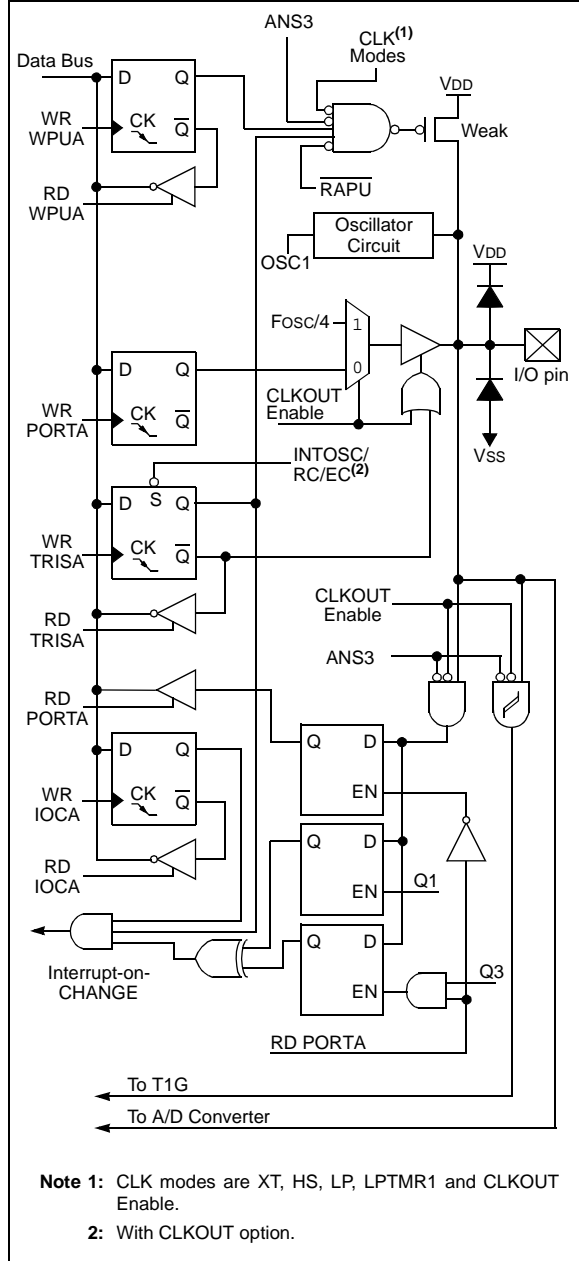 ANS3
CLK(1)
Modes
Data Bus
D Q
VDD
WR
WPUA
CK Q
Weak
RD
WPUA
RAPU
Oscillator
Circuit
OSC1
VDD
FOSC/4
1
0
D Q
I/O pin
WR
PORTA
CK Q
CLKOUT
Enable
INTOSC/
RC/EC(2)
VSS
D S Q
WR
TRISA
CK Q
CLKOUT
Enable
RD
TRISA
ANS3
RD
PORTA
Q D
D Q
EN
WR
IOCA
CK Q
Q D
RD
IOCA
EN
Q1
Q D
Interrupt-on-
CHANGE
Q3
EN
RD PORTA
To T1G
To A/D Converter
Note 1: CLK modes are XT, HS, LP, LPTMR1 and CLKOUT
Enable.
2: With CLKOUT option.